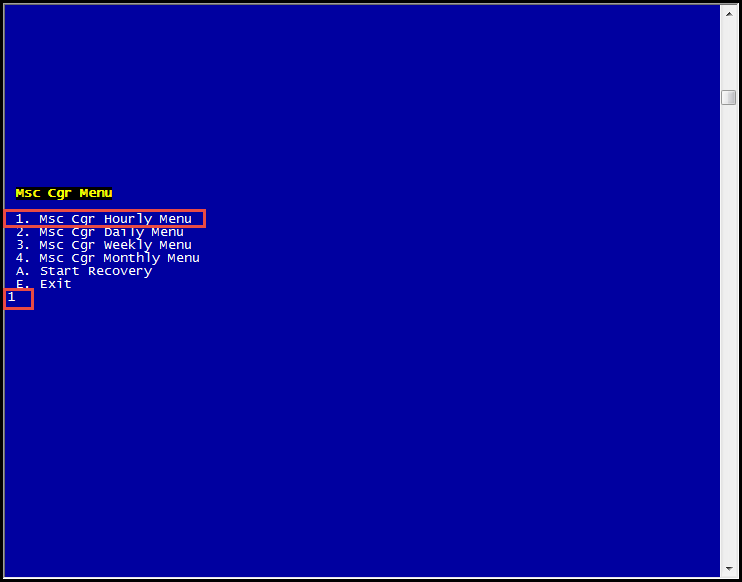 Msc Cgr Menu
1. Msc Cgr Hourly Menu
2. Msc Cgr Daily Menu
3. Msc Cgr Weekly Menu
4. Msc Cgr Monthly Menu
A. Start Recovery
E. Exit
1